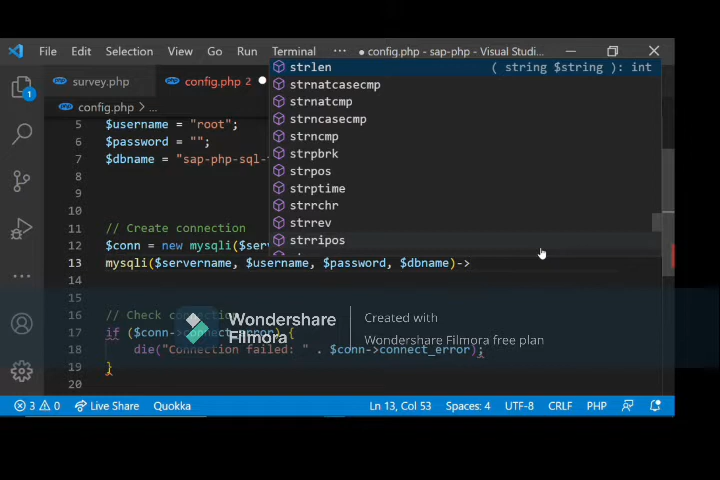 File Edit Selection View Go Run Terminal ··· ● config.php - sap-php - Visual Studi...
survey.php config.php 2 ●
config.php > ...
strlen ( string $string ): int
strnatcasecmp
strnatcmp
strncasecmp
strncmp
strpbrk
strpos
strptime
strrchr
strrev
strripos
5 $username = "root";
6 $password = "";
7 $dbname = "sap-php-sql-
8
9
10
11 // Create connection
12 $conn = new mysqli($serv
13 mysqli($servername, $username, $password, $dbname)->
14
15
16 // Check connection
17 if ($conn->connect_error) {
18 die("Connection failed: " . $conn->connect_error);
19 }
20
Wondershare
Filmora
Created with
Wondershare Filmora free plan
1
3 0 Live Share Quokka Ln 13, Col 53 Spaces: 4 UTF-8 CRLF PHP